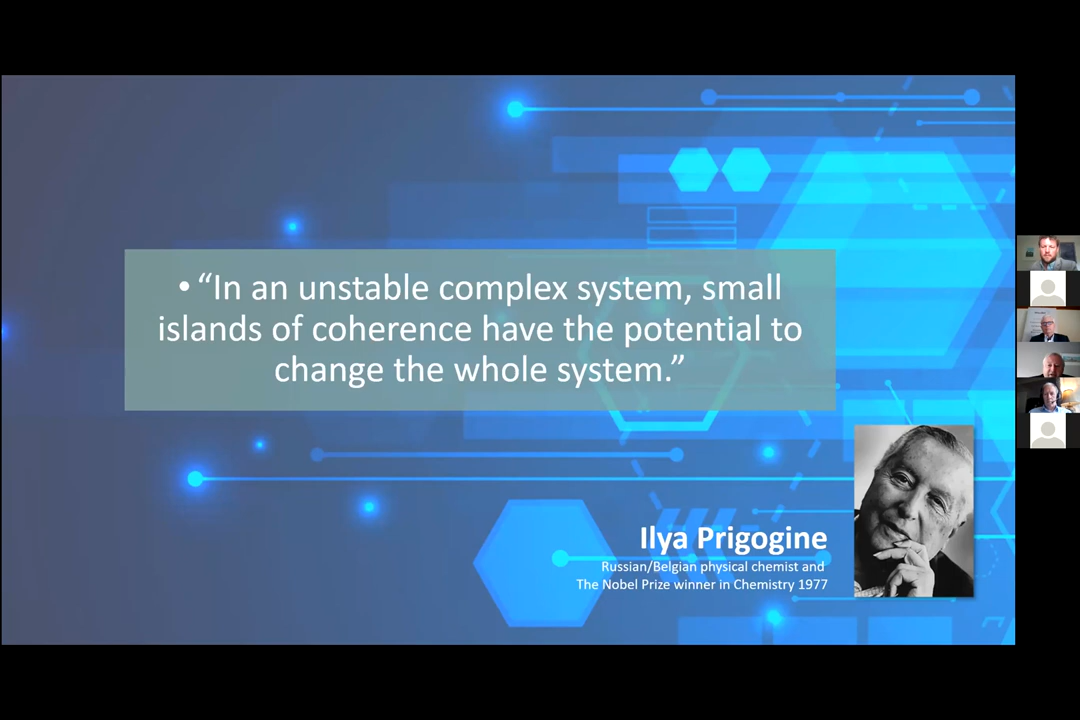 • “In an unstable complex system, small
islands of coherence have the potential to
change the whole system.”
Ilya Prigogine
Russian/Belgian physical chemist and
The Nobel Prize winner in Chemistry 1977